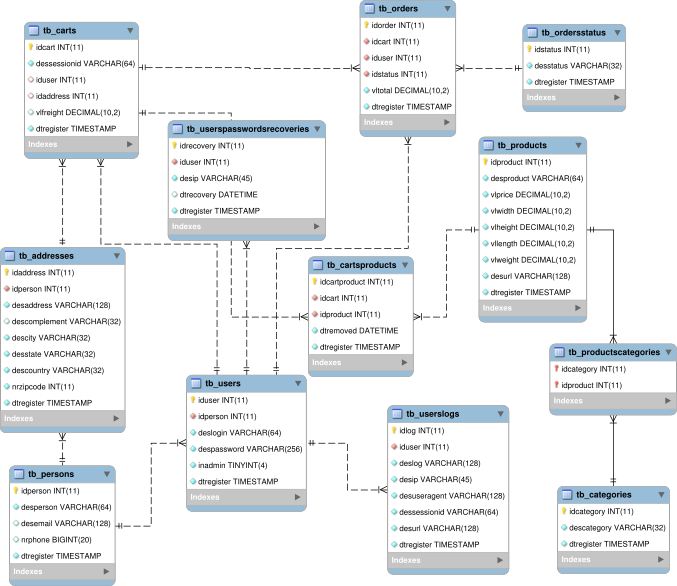 tb_carts
idcart INT(11)
dessessionid VARCHAR(64)
iduser INT(11)
idaddress INT(11)
vlfreight DECIMAL(10,2)
dtregister TIMESTAMP
Indexes
tb_orders
idorder INT(11)
idcart INT(11)
iduser INT(11)
idstatus INT(11)
vltotal DECIMAL(10,2)
dtregister TIMESTAMP
Indexes
tb_ordersstatus
idstatus INT(11)
desstatus VARCHAR(32)
dtregister TIMESTAMP
Indexes
tb_userspasswordsrecoveries
idrecovery INT(11)
iduser INT(11)
desip VARCHAR(45)
dtrecovery DATETIME
dtregister TIMESTAMP
Indexes
tb_products
idproduct INT(11)
desproduct VARCHAR(64)
vlprice DECIMAL(10,2)
vlwidth DECIMAL(10,2)
vlheight DECIMAL(10,2)
vllength DECIMAL(10,2)
vlweight DECIMAL(10,2)
desurl VARCHAR(128)
dtregister TIMESTAMP
Indexes
tb_addresses
idaddress INT(11)
idperson INT(11)
desaddress VARCHAR(128)
descomplement VARCHAR(32)
descity VARCHAR(32)
desstate VARCHAR(32)
descountry VARCHAR(32)
nrzipcode INT(11)
dtregister TIMESTAMP
Indexes
tb_cartsproducts
idcartproduct INT(11)
idcart INT(11)
idproduct INT(11)
dtremoved DATETIME
dtregister TIMESTAMP
Indexes
tb_productscategories
idcategory INT(11)
idproduct INT(11)
Indexes
tb_users
iduser INT(11)
idperson INT(11)
deslogin VARCHAR(64)
despassword VARCHAR(256)
inadmin TINYINT(4)
dtregister TIMESTAMP
Indexes
tb_userslogs
idlog INT(11)
iduser INT(11)
deslog VARCHAR(128)
desip VARCHAR(45)
desuseragent VARCHAR(128)
dessessionid VARCHAR(64)
desurl VARCHAR(128)
dtregister TIMESTAMP
Indexes
tb_persons
idperson INT(11)
desperson VARCHAR(64)
desemail VARCHAR(128)
nrphone BIGINT(20)
dtregister TIMESTAMP
Indexes
tb_categories
idcategory INT(11)
descategory VARCHAR(32)
dtregister TIMESTAMP
Indexes